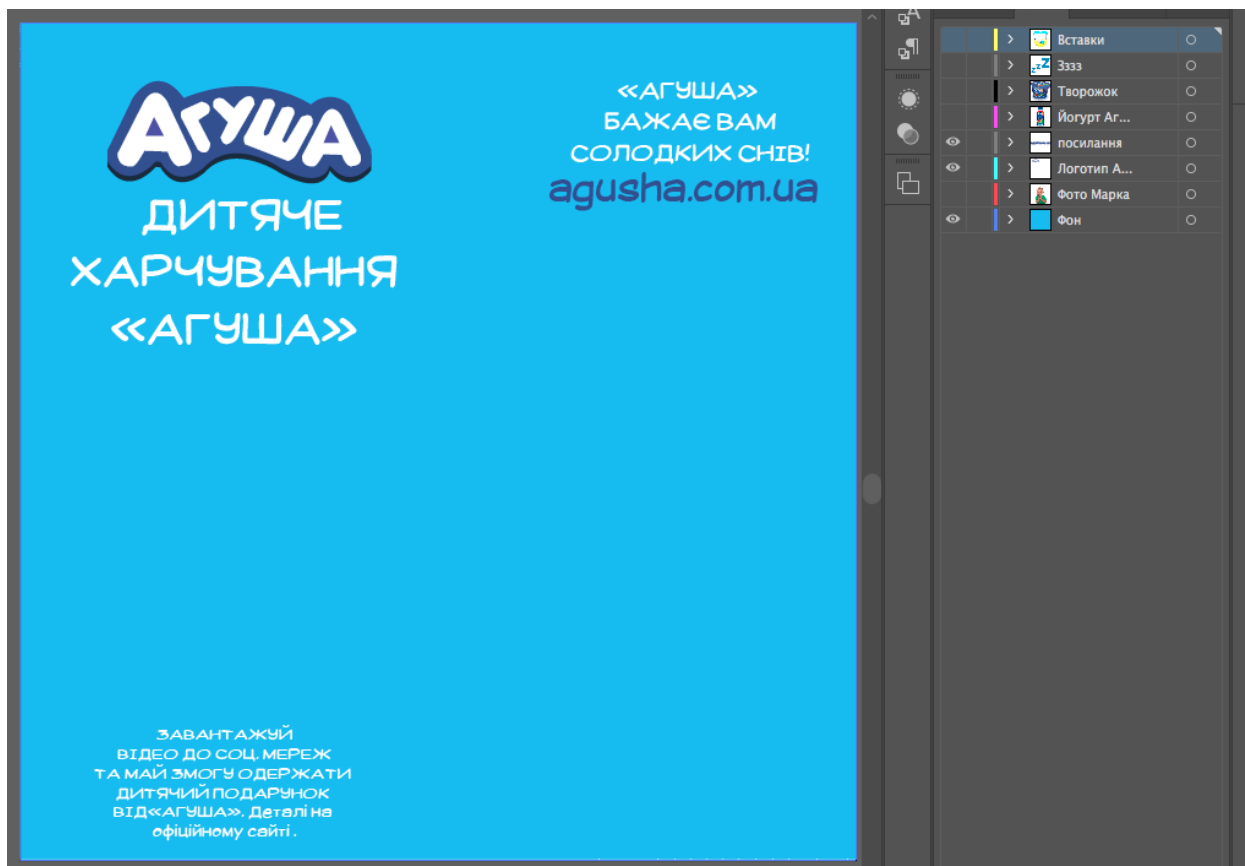 АГУША
ДИТЯЧЕ
ХАРЧУВАННЯ
«АГУША»
«АГУША»
БАЖАЄ ВАМ
СОЛОДКИХ СНІВ!
agusha.com.ua
ЗАВАНТАЖУЙ
ВІДЕО ДО СОЦ. МЕРЕЖ
ТА МАЙ ЗМОГУ ОДЕРЖАТИ
ДИТЯЧИЙ ПОДАРУНОК
ВІД«АГУША». Деталі на
офіційному сайті .
Вставки
Зззз
Творожок
Йогурт Аг...
посилання
Логотип А...
Фото Марка
Фон